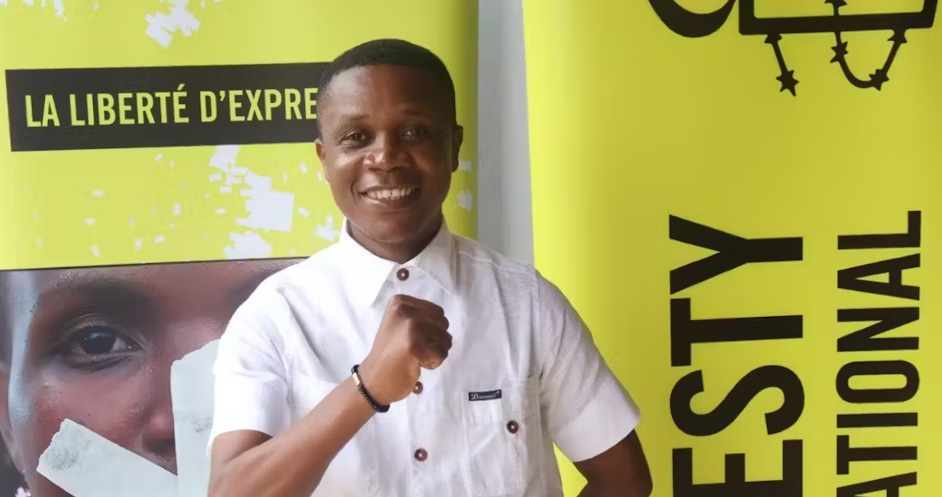 LA LIBERTÉ D'EXPRE
ESTY
ATIONAL